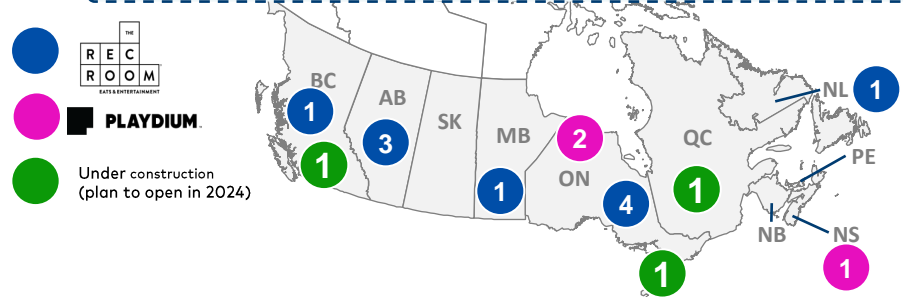 THE
REC
ROOM
EATS & ENTERTAINMENT
PLAYDIUM
Under construction
(plan to open in 2024)
BC
1
1
AB
3
SK
MB
1
2
ON
4
1
QC
1
NL
1
PE
NB
NS
1